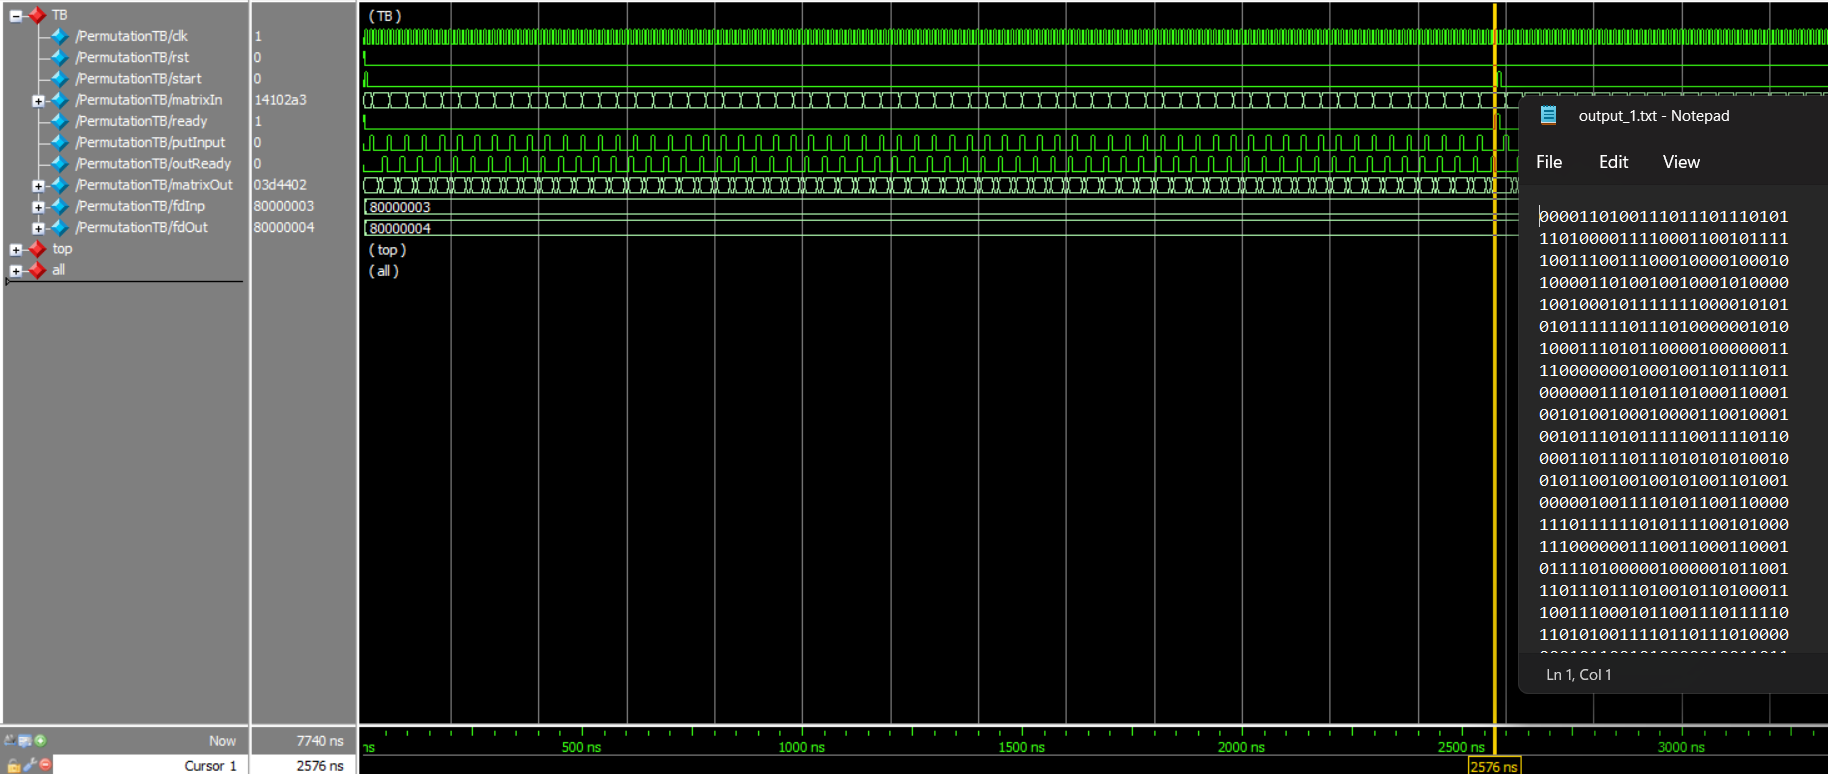 TB
/PermutationTB/clk 1
/PermutationTB/rst 0
/PermutationTB/start 0
/PermutationTB/matrixIn 14102a3
/PermutationTB/ready 1
/PermutationTB/putInput 0
/PermutationTB/outReady 0
/PermutationTB/matrixOut 03d4402
/PermutationTB/fdInp 80000003
/PermutationTB/fdOut 80000004
top
all
( TB )
80000003
80000004
( top )
( all )
output_1.txt - Notepad
File Edit View
0000110100111011101110101
1101000011110001100101111
1001110011100010000100010
1000011010010010001010000
1001000101111111000010101
0101111110111010000001010
1000111010110000100000011
1100000001000100110111011
0000001110101101000110001
0010100100010000110010001
0010111010111110011110110
0001101110111010101010010
0101100100100101001101001
0000010011110101100110000
1110111111010111100101000
1110000001110011000110001
0111101000001000001011001
1101110111010010110100011
1001110001011001110111110
1101010011110110111010000
Ln 1, Col 1
Now 7740 ns
Cursor 1 2576 ns
ns 500 ns 1000 ns 1500 ns 2000 ns 2500 ns 3000 ns
2576 ns